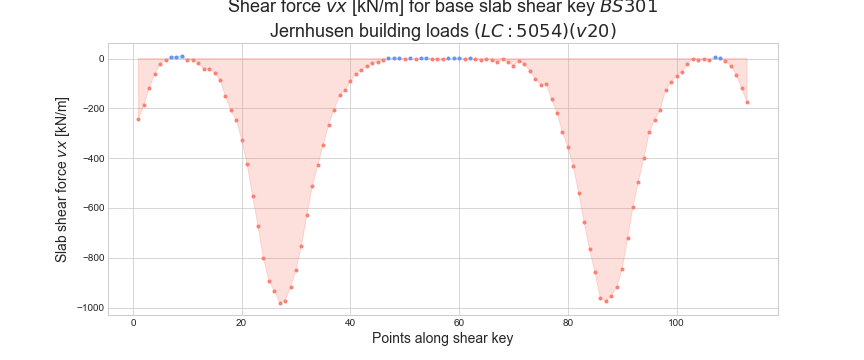 Shear force vx [kN/m] for base slab shear key BS301
Jernhusen building loads (LC : 5054)(v20)
Slab shear force vx [kN/m]
0
−200
−400
−600
−800
−1000
0 20 40 60 80 100
Points along shear key